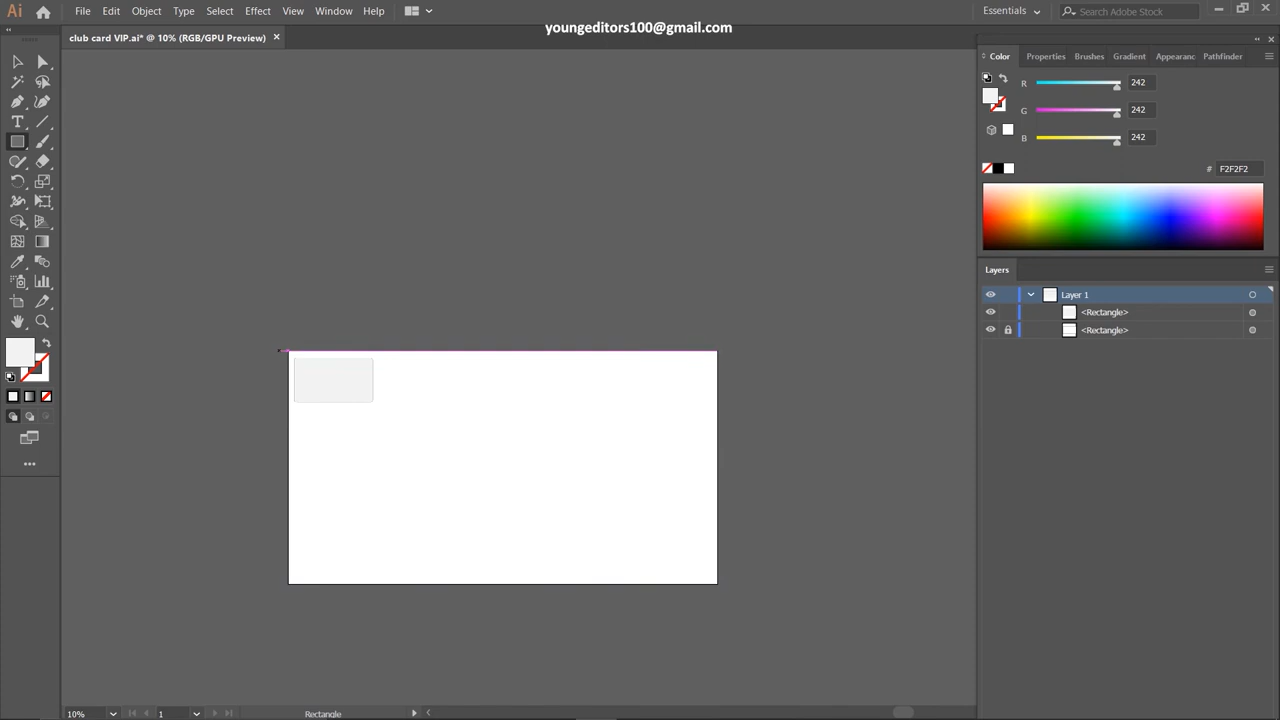 Ai File Edit Object Type Select Effect View Window Help Essentials Search Adobe Stock
youngeditors100@gmail.com
club card VIP.ai* @ 10% (RGB/GPU Preview)
Color Properties Brushes Gradient Appearanc Pathfinder
R 242
G 242
B 242
# F2F2F2
Layers
Layer 1
<Rectangle>
<Rectangle>
10% 1 Rectangle